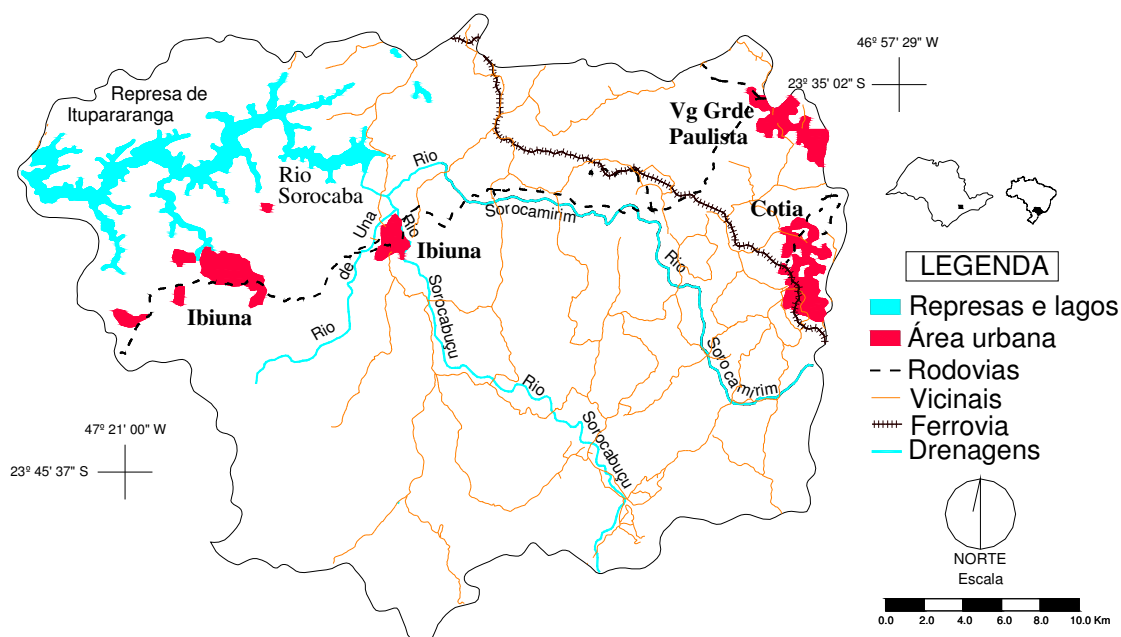 46º 57' 29" W
23º 35' 02" S
Represa de
Itupararanga
Vg Grde
Paulista
Rio
Rio
Sorocaba
Sorocamirim
Cotia
Rio de Una
Rio
Ibiuna
Rio
Ibiuna
Sorocabuçu
Sorocamirim
Rio
Sorocabuçu
47º 21' 00" W
23º 45' 37" S
LEGENDA
Represas e lagos
Área urbana
Rodovias
Vicinais
Ferrovia
Drenagens
NORTE
Escala
0.0 2.0 4.0 6.0 8.0 10.0 Km